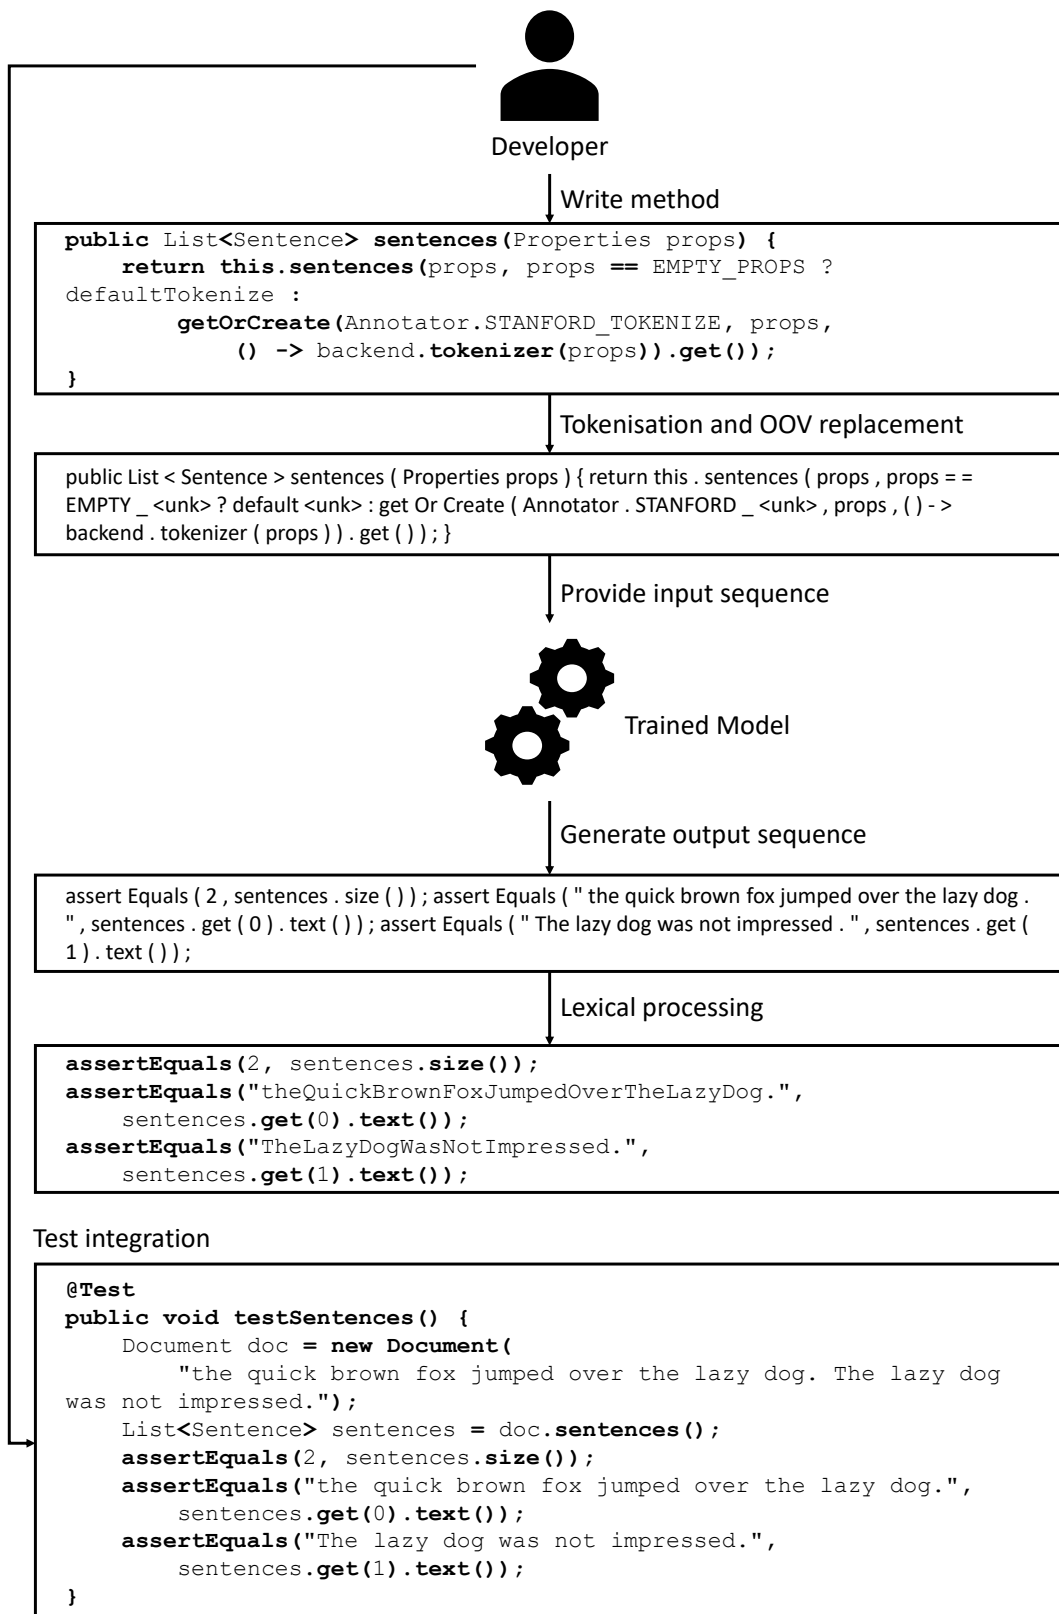 Developer
Write method
public List<Sentence> sentences(Properties props) {
    return this.sentences(props, props == EMPTY_PROPS ?
defaultTokenize :
        getOrCreate(Annotator.STANFORD_TOKENIZE, props,
            () -> backend.tokenizer(props)).get());
}
Tokenisation and OOV replacement
public List < Sentence > sentences ( Properties props ) { return this . sentences ( props , props = =
EMPTY _ <unk> ? default <unk> : get Or Create ( Annotator . STANFORD _ <unk> , props , ( ) - >
backend . tokenizer ( props ) ) . get ( ) ) ; }
Provide input sequence
Trained Model
Generate output sequence
assert Equals ( 2 , sentences . size ( ) ) ; assert Equals ( " the quick brown fox jumped over the lazy dog .
" , sentences . get ( 0 ) . text ( ) ) ; assert Equals ( " The lazy dog was not impressed . " , sentences . get (
1 ) . text ( ) ) ;
Lexical processing
assertEquals(2, sentences.size());
assertEquals("theQuickBrownFoxJumpedOverTheLazyDog.",
    sentences.get(0).text());
assertEquals("TheLazyDogWasNotImpressed.",
    sentences.get(1).text());
Test integration
@Test
public void testSentences() {
    Document doc = new Document(
        "the quick brown fox jumped over the lazy dog. The lazy dog
was not impressed.");
    List<Sentence> sentences = doc.sentences();
    assertEquals(2, sentences.size());
    assertEquals("the quick brown fox jumped over the lazy dog.",
        sentences.get(0).text());
    assertEquals("The lazy dog was not impressed.",
        sentences.get(1).text());
}